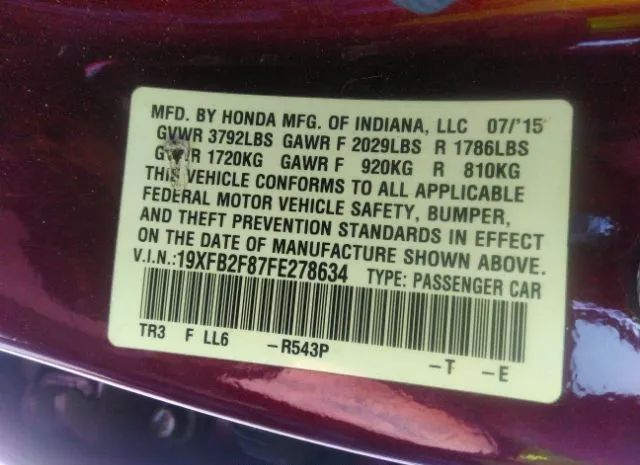 MFD. BY HONDA MFG. OF INDIANA, LLC 07/'15
GVWR 3792LBS GAWR F 2029LBS R 1786LBS
GVWR 1720KG GAWR F 920KG R 810KG
THIS VEHICLE CONFORMS TO ALL APPLICABLE
FEDERAL MOTOR VEHICLE SAFETY, BUMPER,
AND THEFT PREVENTION STANDARDS IN EFFECT
ON THE DATE OF MANUFACTURE SHOWN ABOVE.
V.I.N.:19XFB2F87FE278634 TYPE: PASSENGER CAR
TR3 F LL6 -R543P -T -E